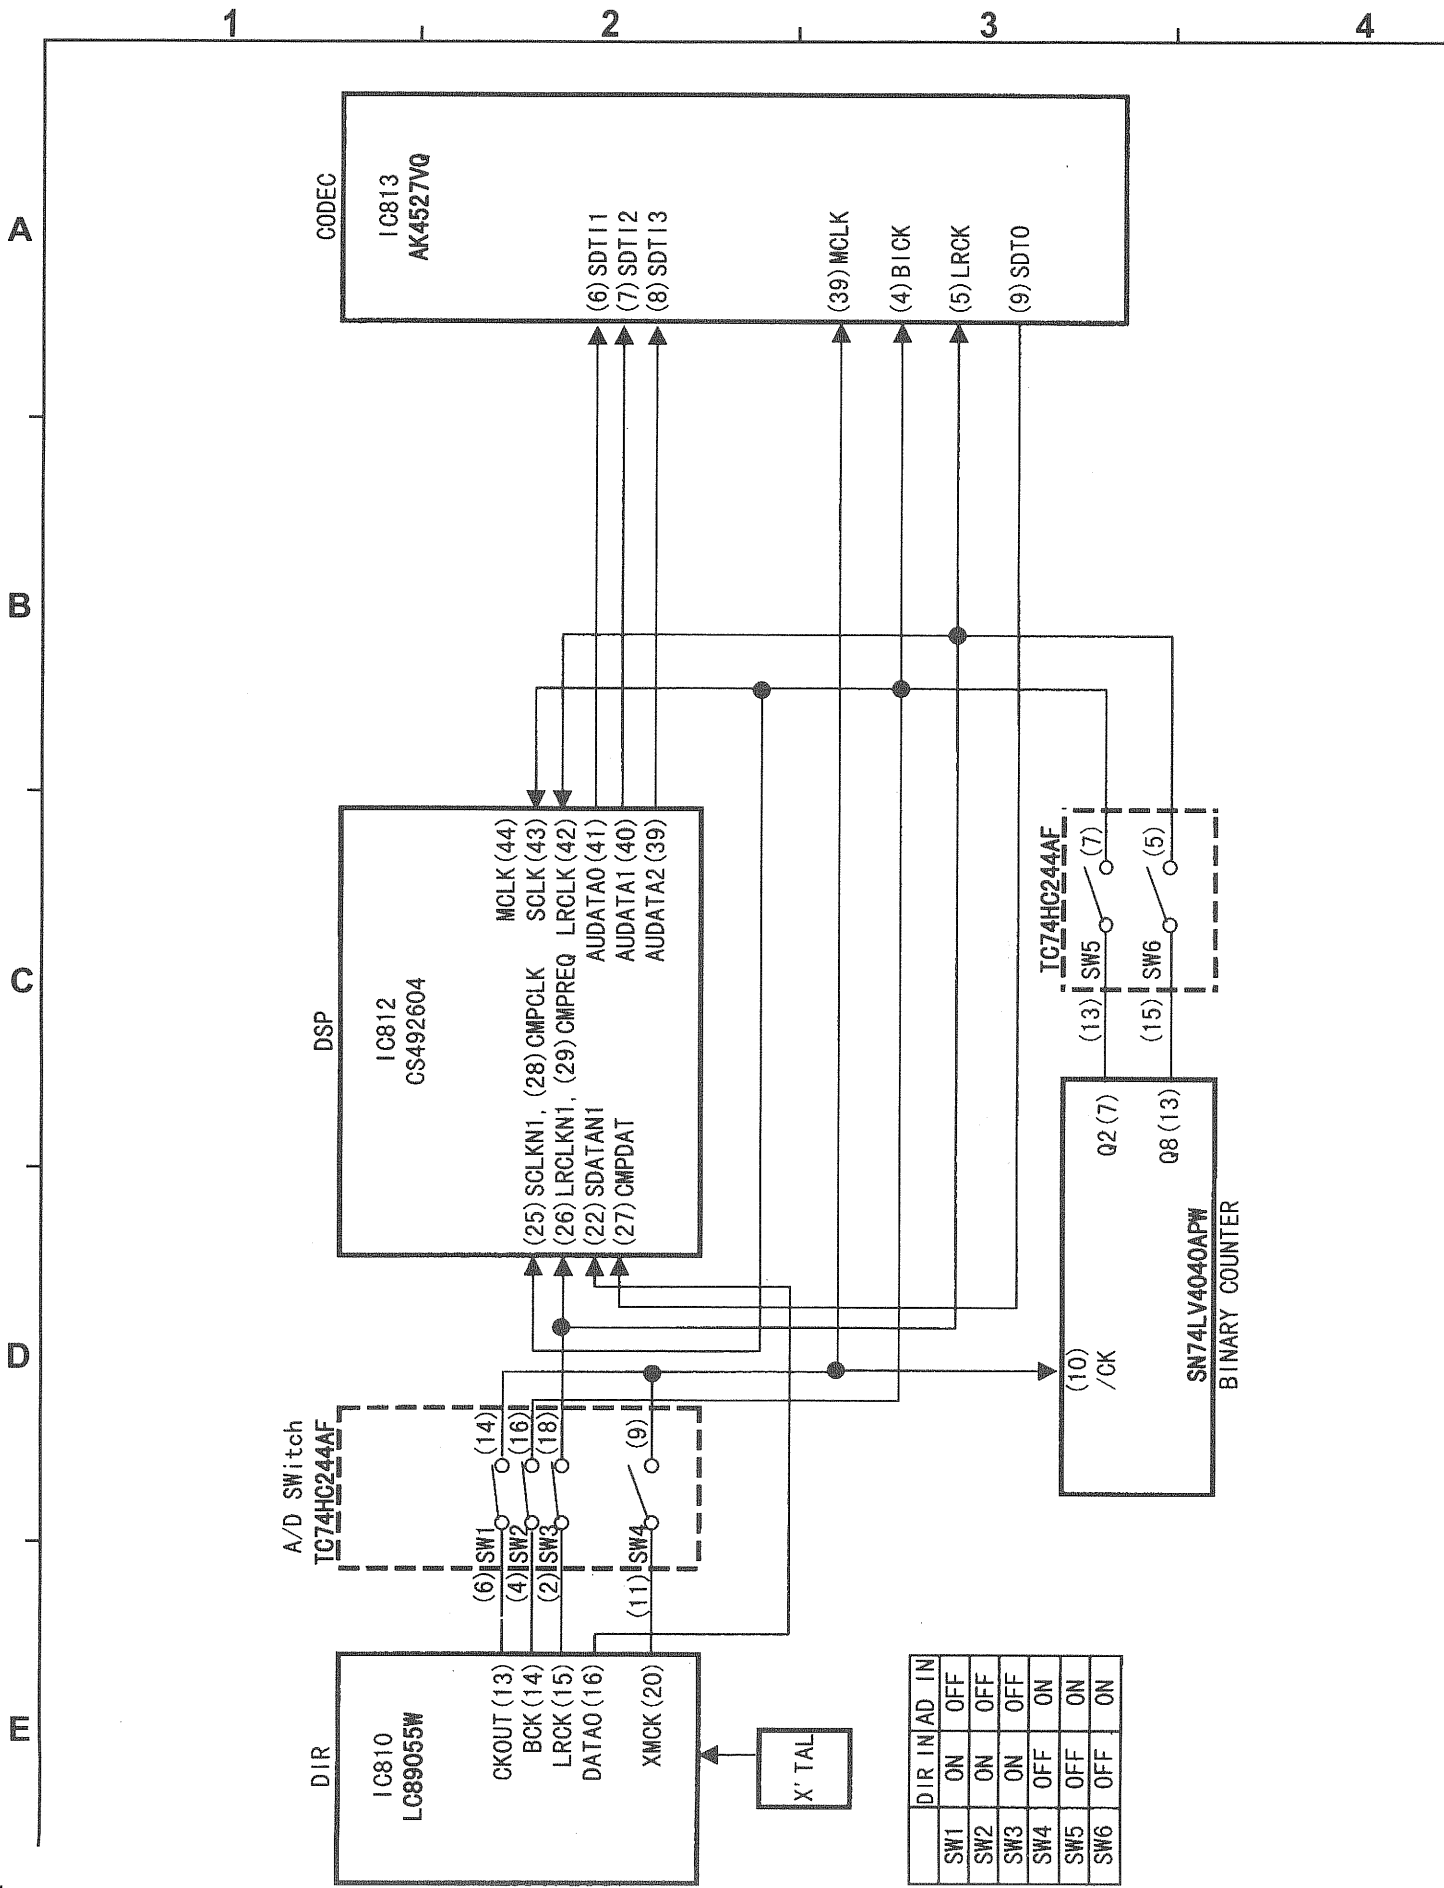 1
2
3
4
A
B
C
D
E
CODEC
IC813
AK4527VQ
(6)SDTI1
(7)SDTI2
(8)SDTI3
(39)MCLK
(4)BICK
(5)LRCK
(9)SDTO
DSP
IC812
CS492604
MCLK(44)
(25)SCLKN1, (28)CMPCLK SCLK(43)
(26)LRCLKN1, (29)CMPREQ LRCLK(42)
(22)SDATAN1 AUDATA0(41)
(27)CMPDAT AUDATA1(40)
AUDATA2(39)
TC74HC244AF
(13) SW5 (7)
(15) SW6 (5)
Q2(7)
Q8(13)
(10)
/CK
SN74LV4040APW
BINARY COUNTER
A/D SWitch
TC74HC244AF
(6) SW1 (14)
(4) SW2 (16)
(2) SW3 (18)
(11) SW4 (9)
DIR
IC810
LC89055W
CKOUT(13)
BCK(14)
LRCK(15)
DATAO(16)
XMCK(20)
X'TAL
DIR IN AD IN
SW1 ON OFF
SW2 ON OFF
SW3 ON OFF
SW4 OFF ON
SW5 OFF ON
SW6 OFF ON